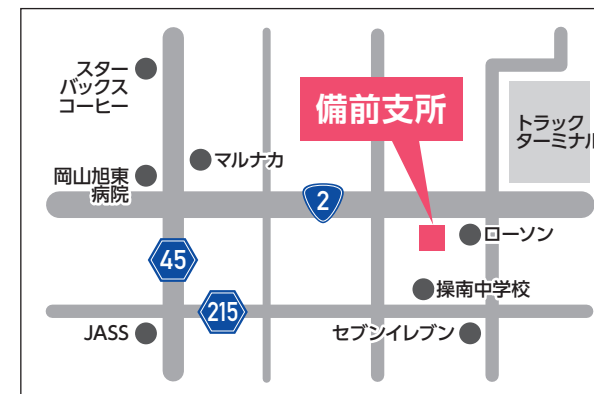 スター
バックス
コーヒー
備前支所
トラック
ターミナル
マルナカ
岡山旭東
病院
2
ローソン
45
操南中学校
215
JASS
セブンイレブン